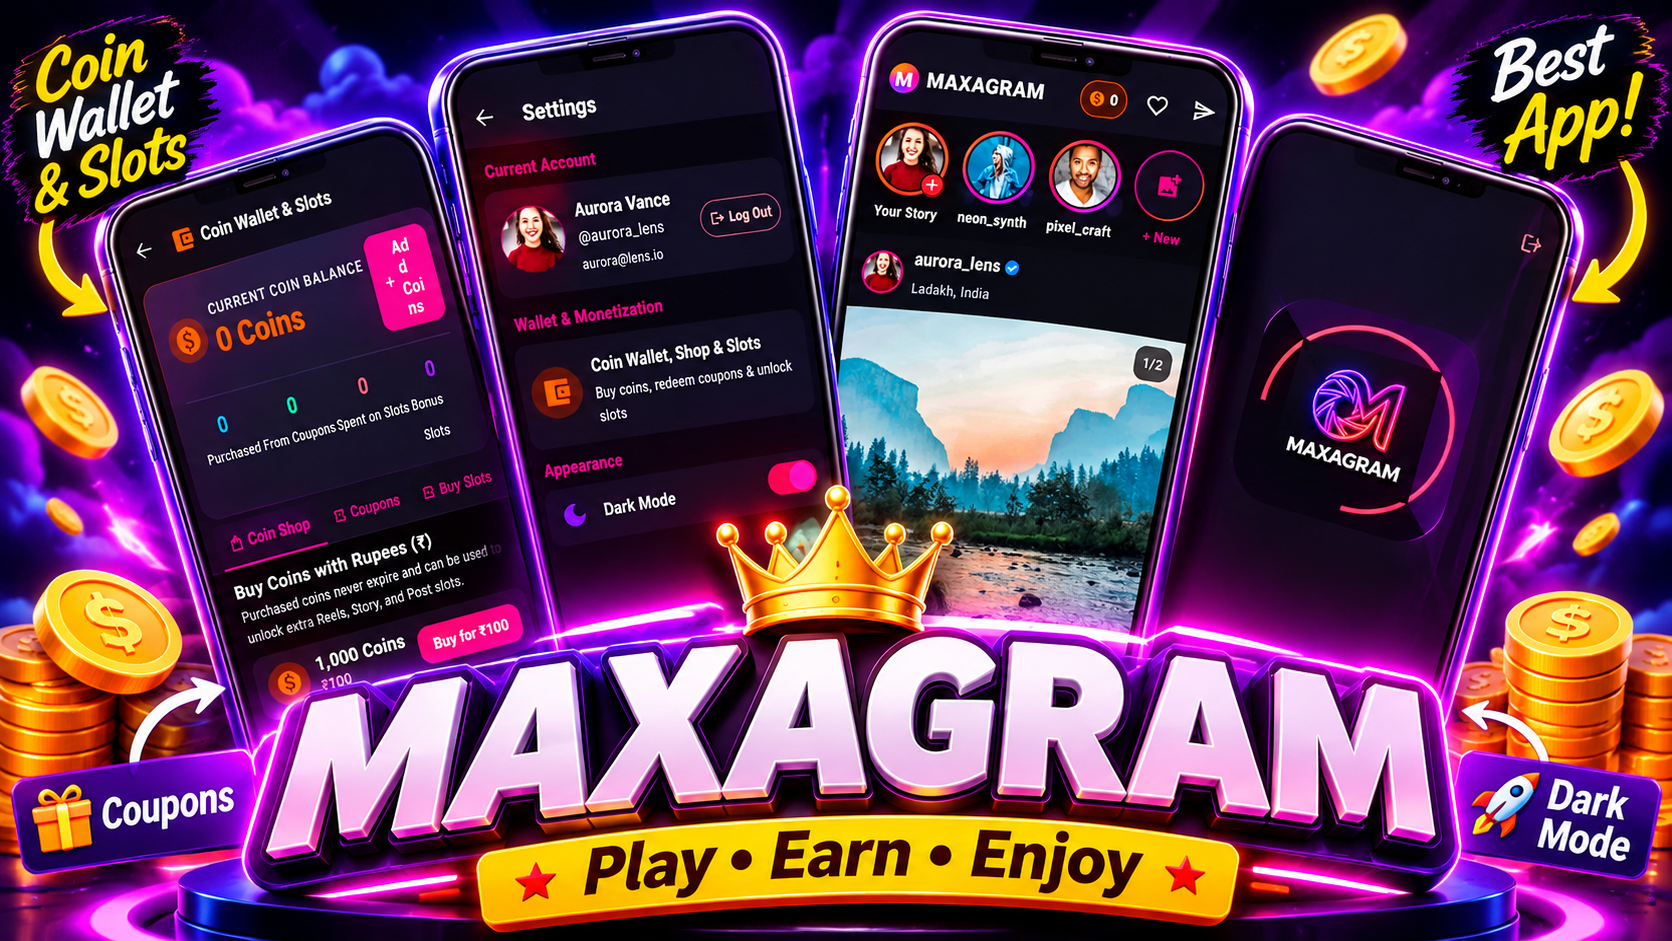 Coin
Wallet
& Slots
Best
App!
Coin Wallet & Slots
CURRENT COIN BALANCE
0 Coins
+ Ad
d
Coi
ns
0
0
0
0
Purchased
From Coupons
Spent on Slots
Bonus
Slots
Coin Shop
Coupons
Buy Slots
Buy Coins with Rupees (₹)
Purchased coins never expire and can be used to
unlock extra Reels, Story, and Post slots.
1,000 Coins
₹100
Buy for ₹100
Settings
Current Account
Aurora Vance
@aurora_lens
aurora@lens.io
Log Out
Wallet & Monetization
Coin Wallet, Shop & Slots
Buy coins, redeem coupons & unlock
slots
Appearance
Dark Mode
M MAXAGRAM
0
Your Story
neon_synth
pixel_craft
+ New
aurora_lens
Ladakh, India
1/2
MAXAGRAM
MAXAGRAM
Play • Earn • Enjoy
Coupons
Dark
Mode